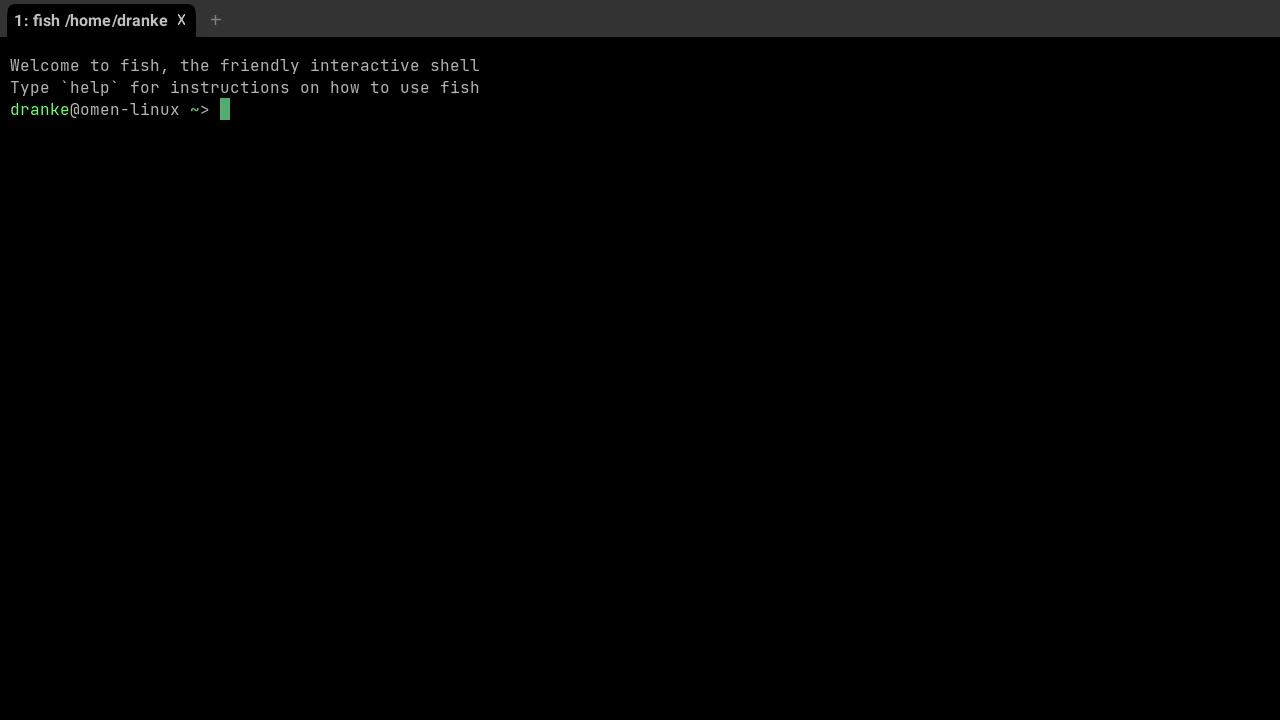 1: fish /home/dranke X +
Welcome to fish, the friendly interactive shell
Type `help` for instructions on how to use fish
dranke@omen-linux ~>